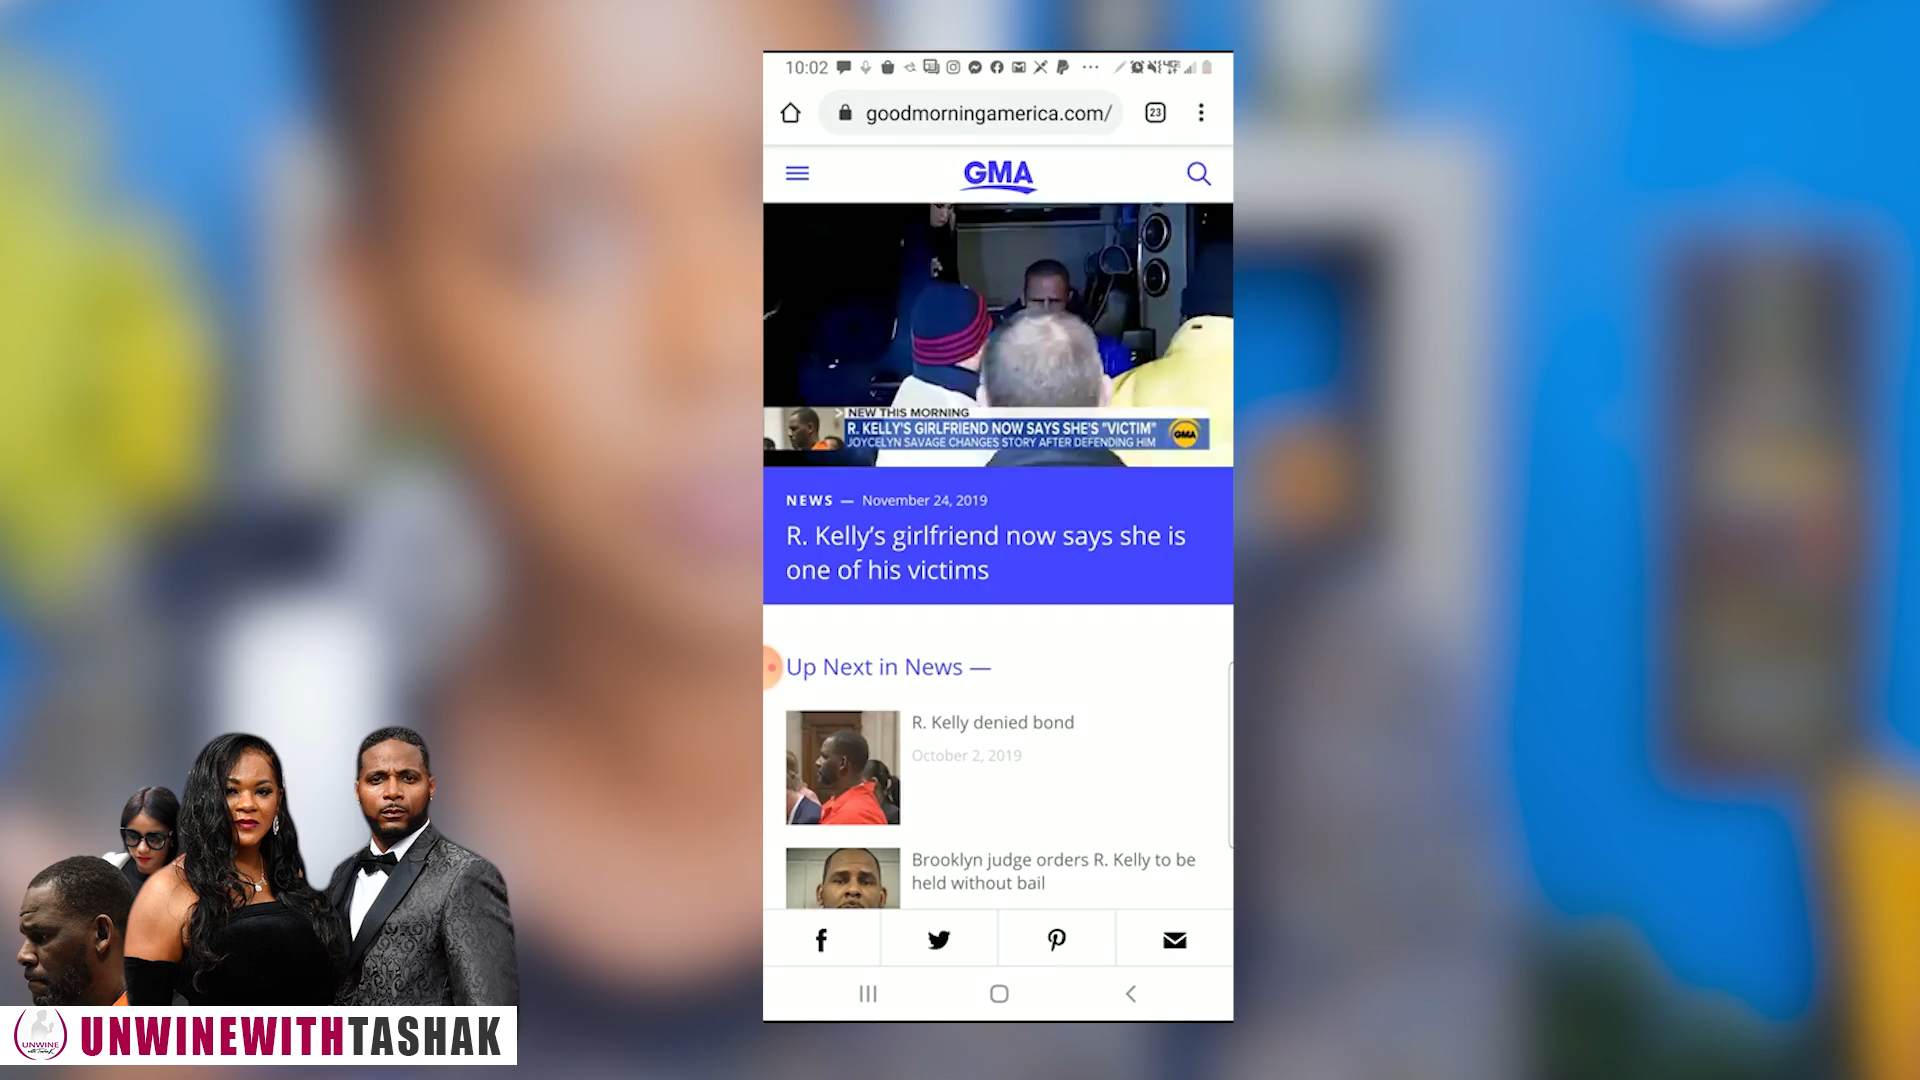 10:02
goodmorningamerica.com/
23
GMA
NEW THIS MORNING
R. KELLY'S GIRLFRIEND NOW SAYS SHE'S "VICTIM"
JOYCELYN SAVAGE CHANGES STORY AFTER DEFENDING HIM
GMA
NEWS — November 24, 2019
R. Kelly’s girlfriend now says she is
one of his victims
Up Next in News —
R. Kelly denied bond
October 2, 2019
Brooklyn judge orders R. Kelly to be
held without bail
UNWINE
with TashaK
UNWINEWITHTASHAK